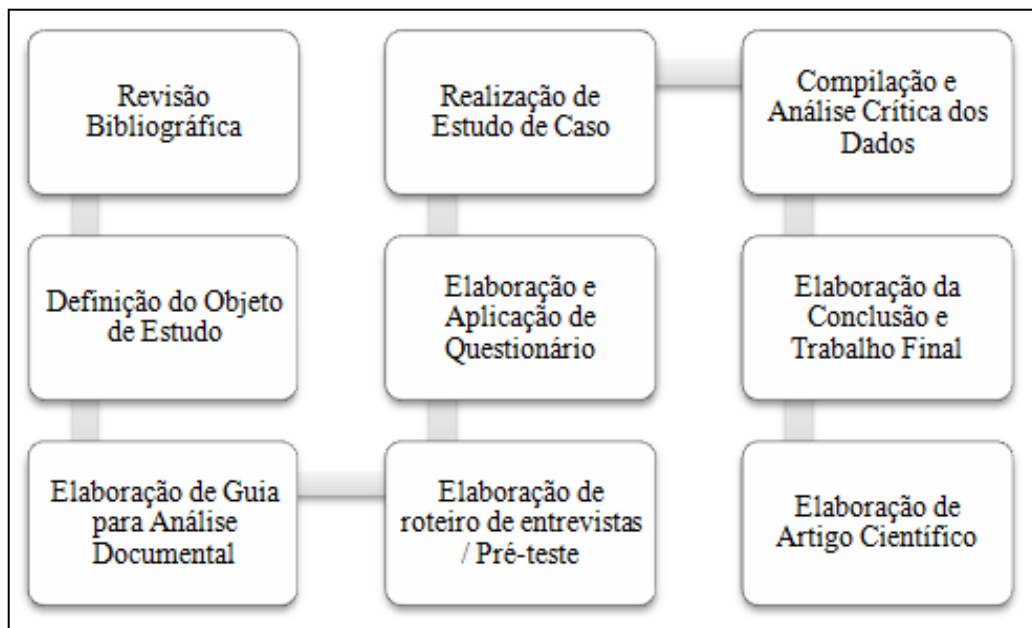 Revisão
Bibliográfica
Definição do Objeto
de Estudo
Elaboração de Guia
para Análise
Documental
Elaboração de
roteiro de entrevistas
/ Pré-teste
Elaboração e
Aplicação de
Questionário
Realização de
Estudo de Caso
Compilação e
Análise Crítica dos
Dados
Elaboração da
Conclusão e
Trabalho Final
Elaboração de
Artigo Científico